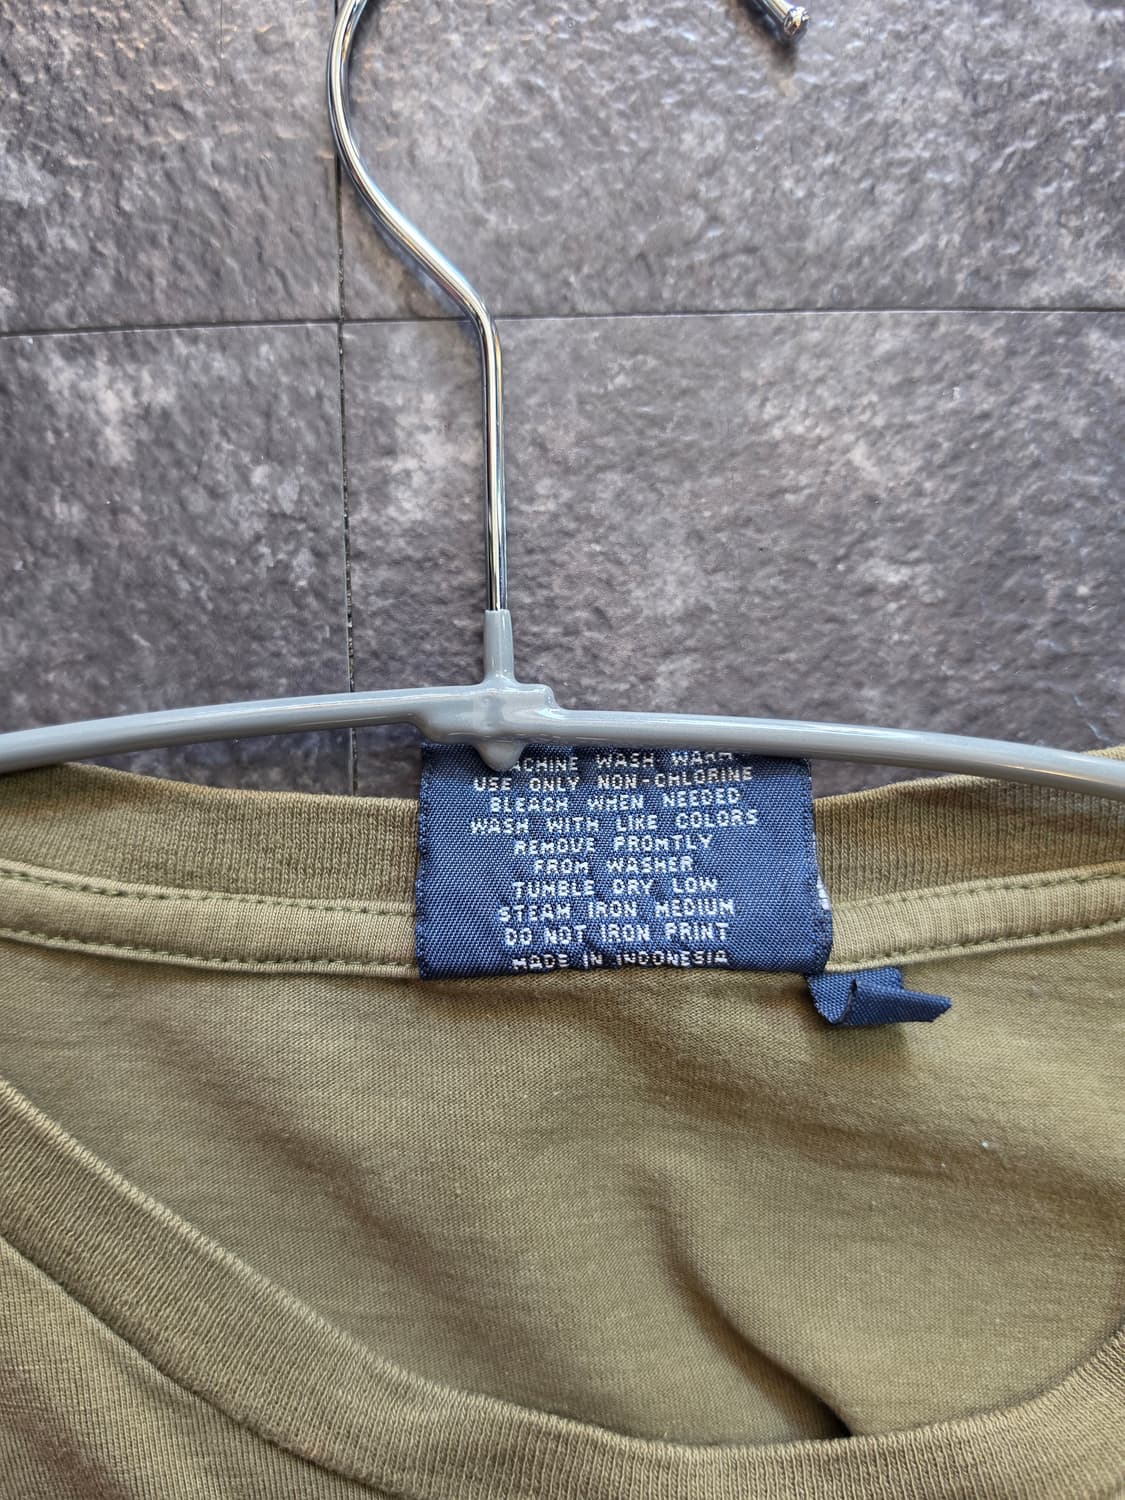 MACHINE WASH WARM
USE ONLY NON-CHLORINE
BLEACH WHEN NEEDED
WASH WITH LIKE COLORS
REMOVE PROMTLY
FROM WASHER
TUMBLE DRY LOW
STEAM IRON MEDIUM
DO NOT IRON PRINT
MADE IN INDONESIA